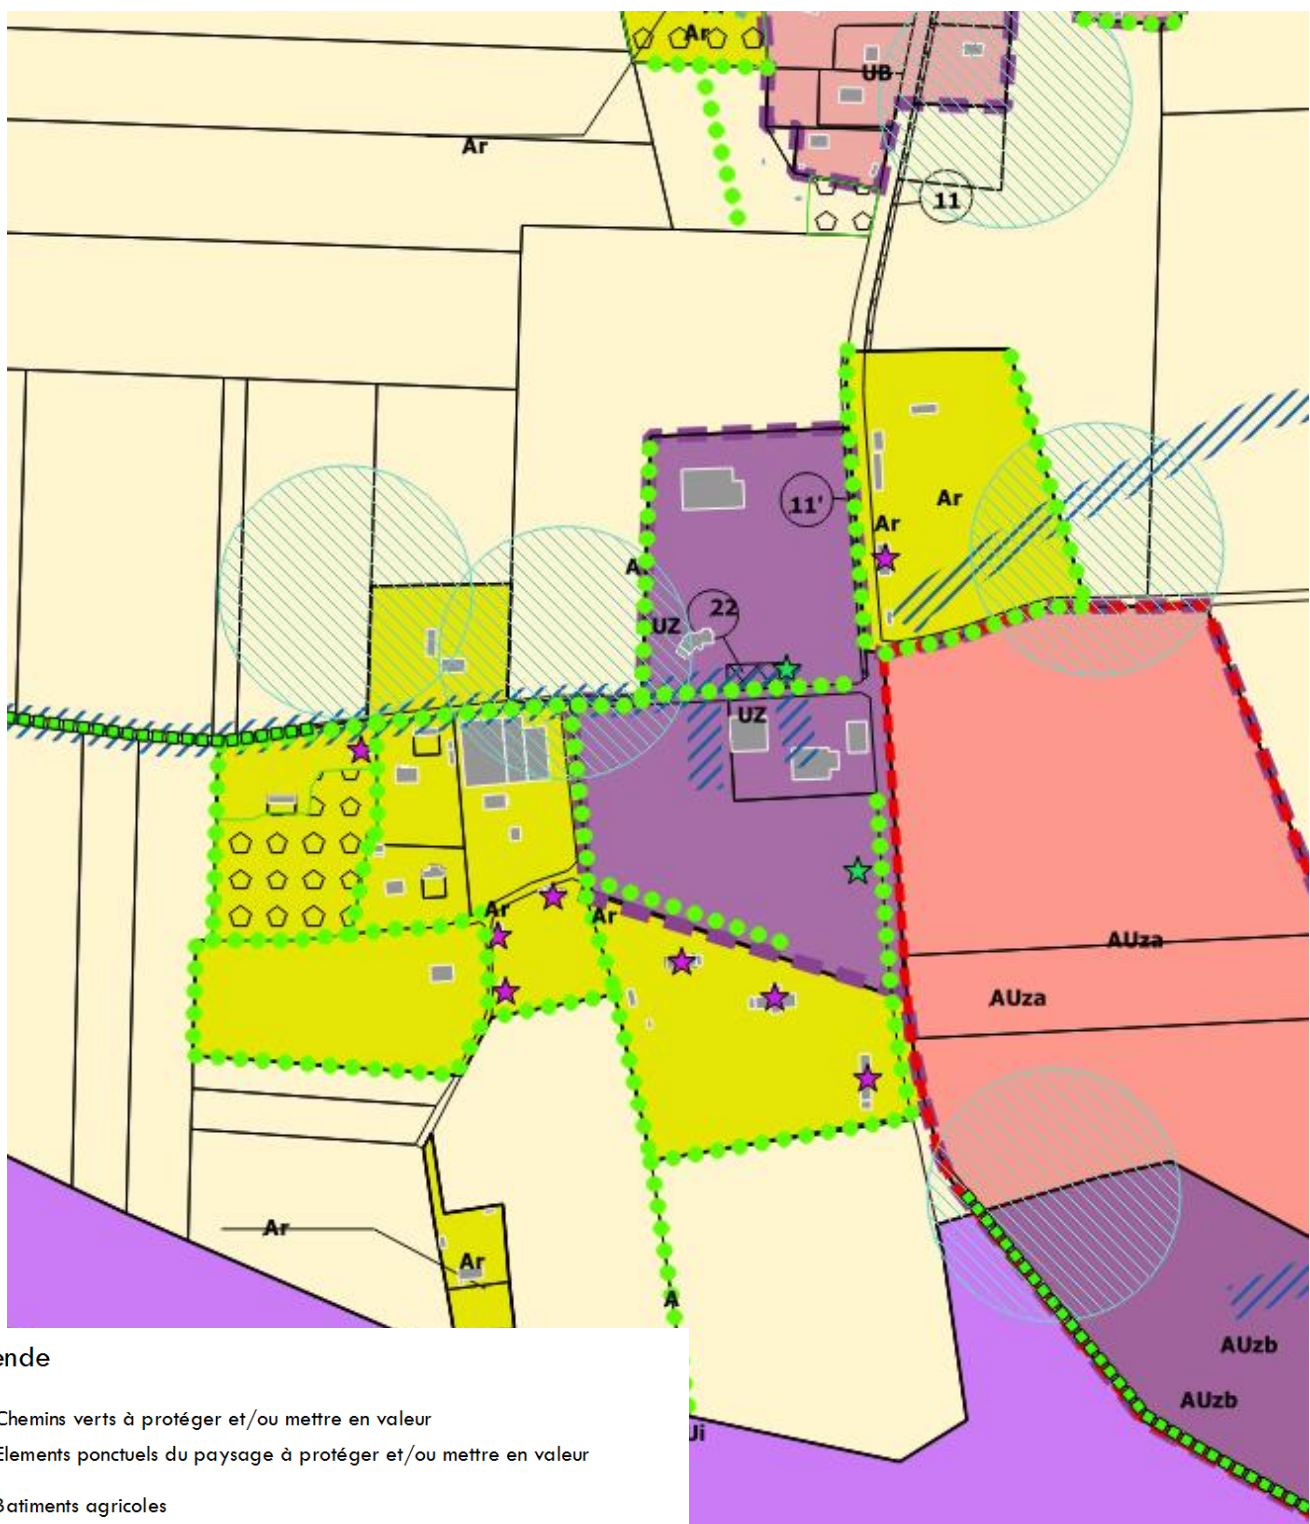 Ar
UB
Ar
11
Ar
11'
Ar
A
22
UZ
UZ
Ar
Ar
AUza
AUza
Ar
Ar
A
AUzb
ende
AUzb
Chemins verts à protéger et/ou mettre en valeur
Ui
Elements ponctuels du paysage à protéger et/ou mettre en valeur
Batiments agricoles